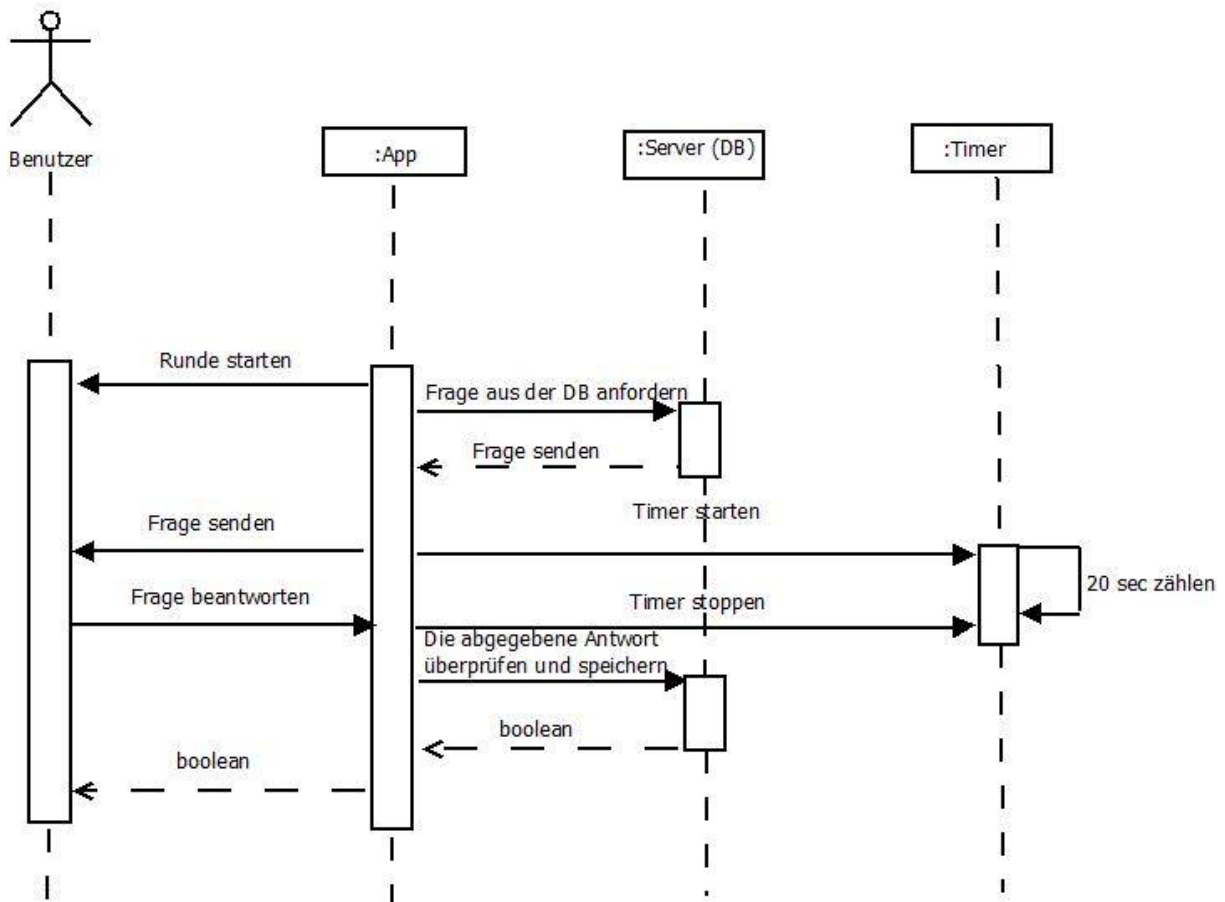 Benutzer
:App
:Server (DB)
:Timer
Runde starten
Frage aus der DB anfordern
Frage senden
Timer starten
Frage senden
20 sec zählen
Frage beantworten
Timer stoppen
Die abgegebene Antwort
überprüfen und speichern
boolean
boolean